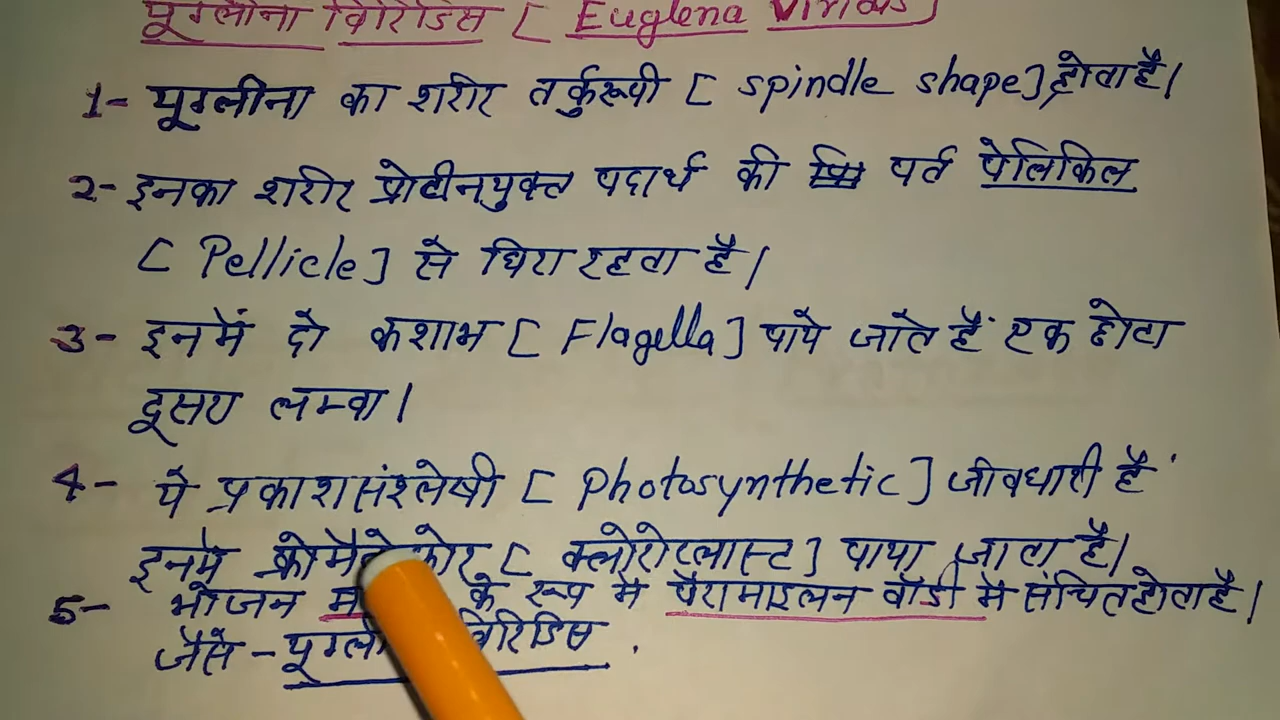 यूग्लीना विरिडिस [ Euglena Viridis ]
1- यूग्लीना का शरीर तर्कुरूपी [ spindle shape] होता है।
2- इनका शरीर प्रोटीनयुक्त पदार्थ की पर्त पेलिकिल
[ Pellicle ] से घिरा रहता है।
3- इनमें दो कशाभ [ Flagella ] पाये जाते हैं एक छोटा
दूसरा लम्बा।
4- ये प्रकाशसंश्लेषी [ Photosynthetic ] जीवधारी है
इनमे [ क्लोरोप्लास्ट ] पाया जाता है।
5- भोजन के रूप में पैरामाइलन बॉडी में संचित होता है।
जैसे - विरिडिस .